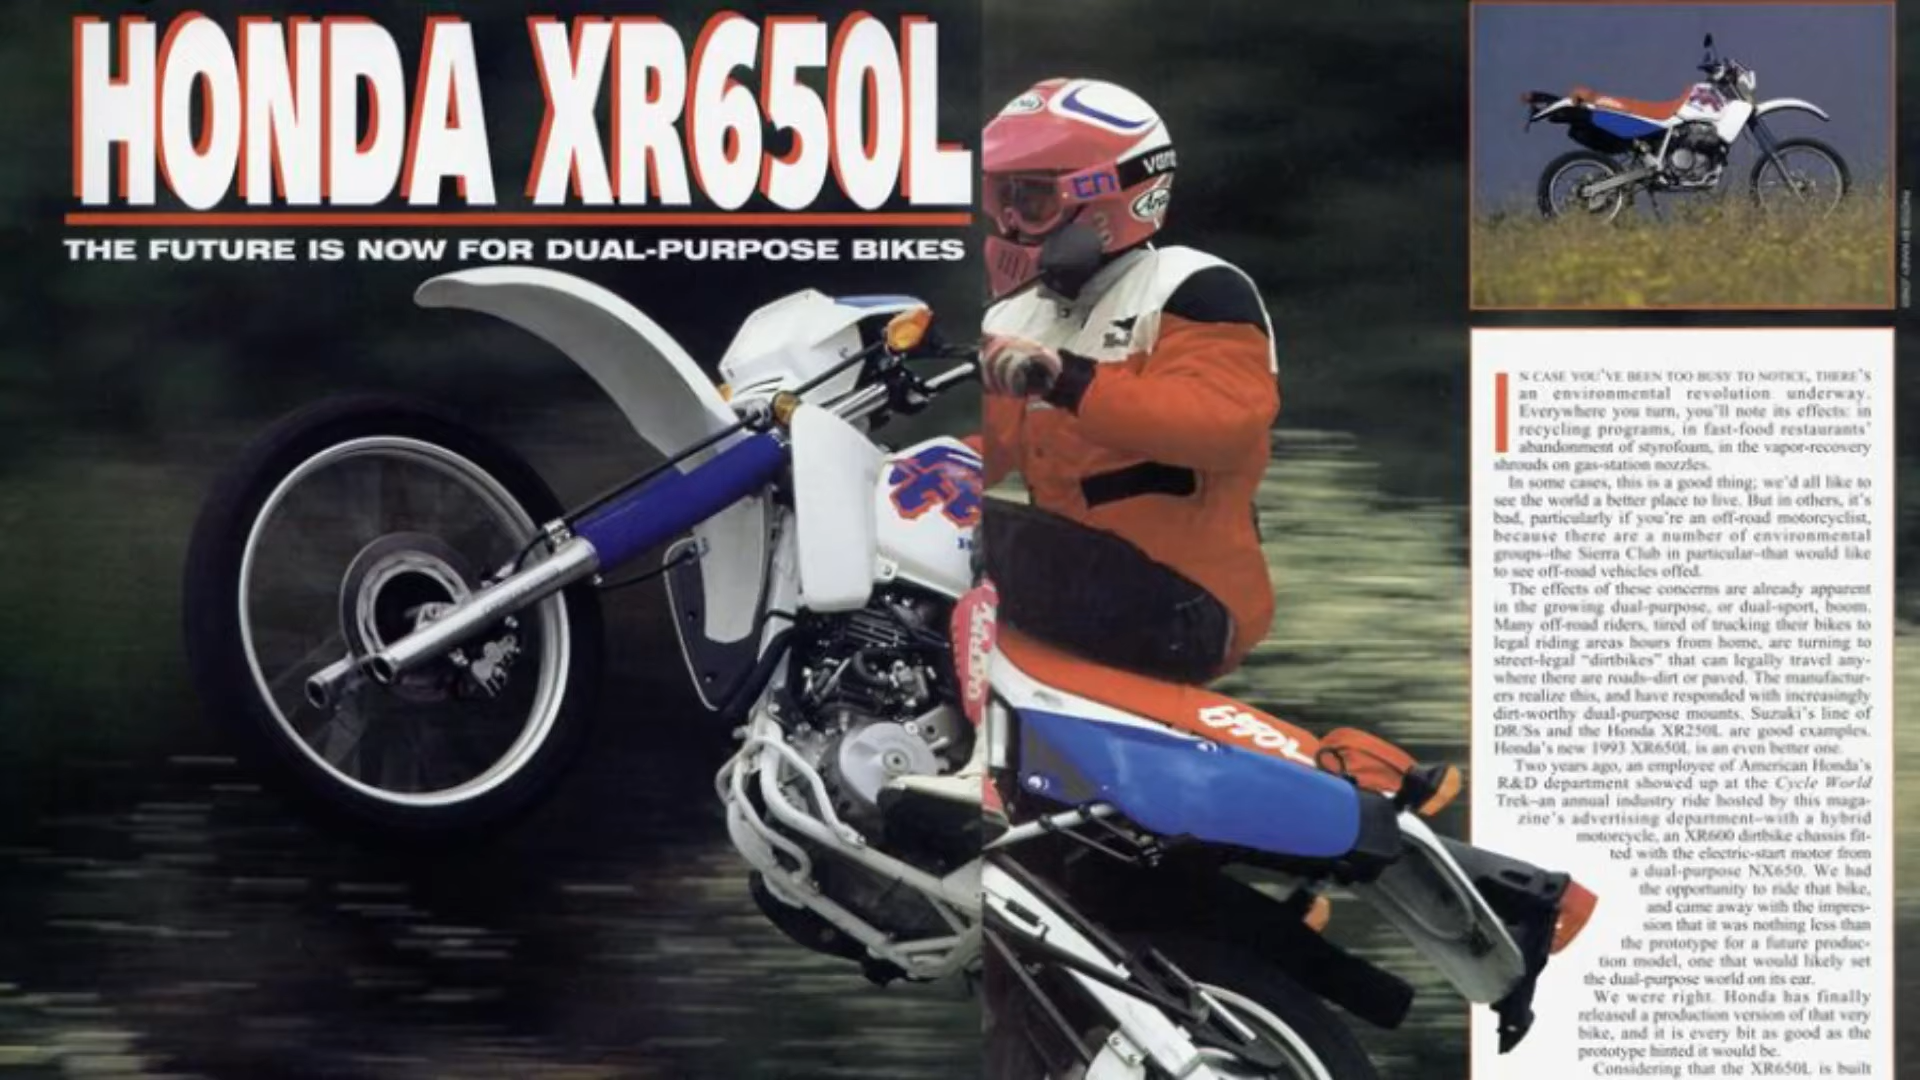 HONDA XR650L
THE FUTURE IS NOW FOR DUAL-PURPOSE BIKES
Arai
IN CASE YOU'VE BEEN TOO BUSY TO NOTICE, THERE'S
an environmental revolution underway.
Everywhere you turn, you'll note its effects: in
recycling programs, in fast-food restaurants'
abandonment of styrofoam, in the vapor-recovery
shrouds on gas-station nozzles.
In some cases, this is a good thing; we'd all like to
see the world a better place to live. But in others, it's
bad, particularly if you're an off-road motorcyclist,
because there are a number of environmental
groups–the Sierra Club in particular–that would like
to see off-road vehicles offed.
The effects of these concerns are already apparent
in the growing dual-purpose, or dual-sport, boom.
Many off-road riders, tired of trucking their bikes to
legal riding areas hours from home, are turning to
street-legal “dirtbikes” that can legally travel any-
where there are roads–dirt or paved. The manufactur-
ers realize this, and have responded with increasingly
dirt-worthy dual-purpose mounts. Suzuki's line of
DR/Ss and the Honda XR250L are good examples.
Honda's new 1993 XR650L is an even better one.
Two years ago, an employee of American Honda's
R&D department showed up at the Cycle World
Trek–an annual industry ride hosted by this maga-
zine's advertising department–with a hybrid
motorcycle, an XR600 dirtbike chassis fit-
ted with the electric-start motor from
a dual-purpose NX650. We had
the opportunity to ride that bike,
and came away with the impres-
sion that it was nothing less than
the prototype for a future produc-
tion model, one that would likely set
the dual-purpose world on its ear.
We were right. Honda has finally
released a production version of that very
bike, and it is every bit as good as the
prototype hinted it would be.
Considering that the XR650L is built